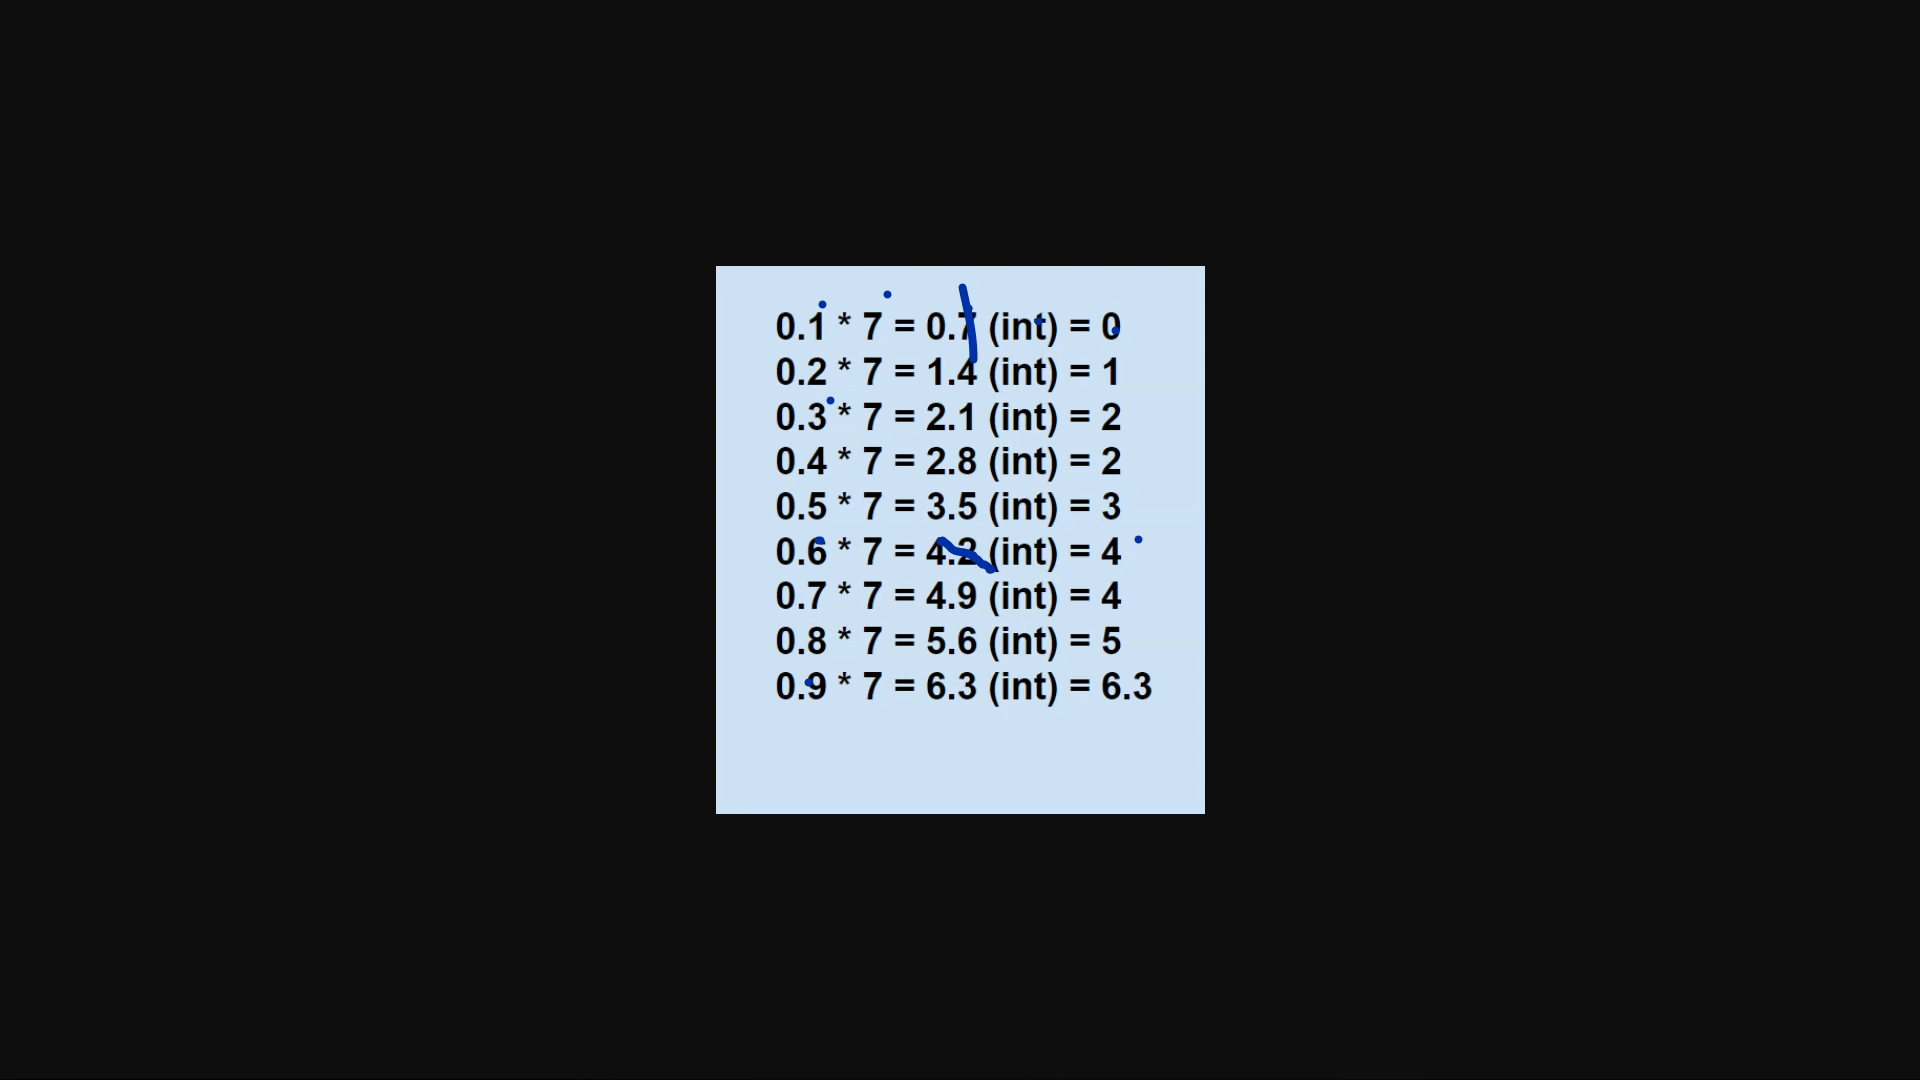 0.1 * 7 = 0.7 (int) = 0
0.2 * 7 = 1.4 (int) = 1
0.3 * 7 = 2.1 (int) = 2
0.4 * 7 = 2.8 (int) = 2
0.5 * 7 = 3.5 (int) = 3
0.6 * 7 = 4.2 (int) = 4
0.7 * 7 = 4.9 (int) = 4
0.8 * 7 = 5.6 (int) = 5
0.9 * 7 = 6.3 (int) = 6.3